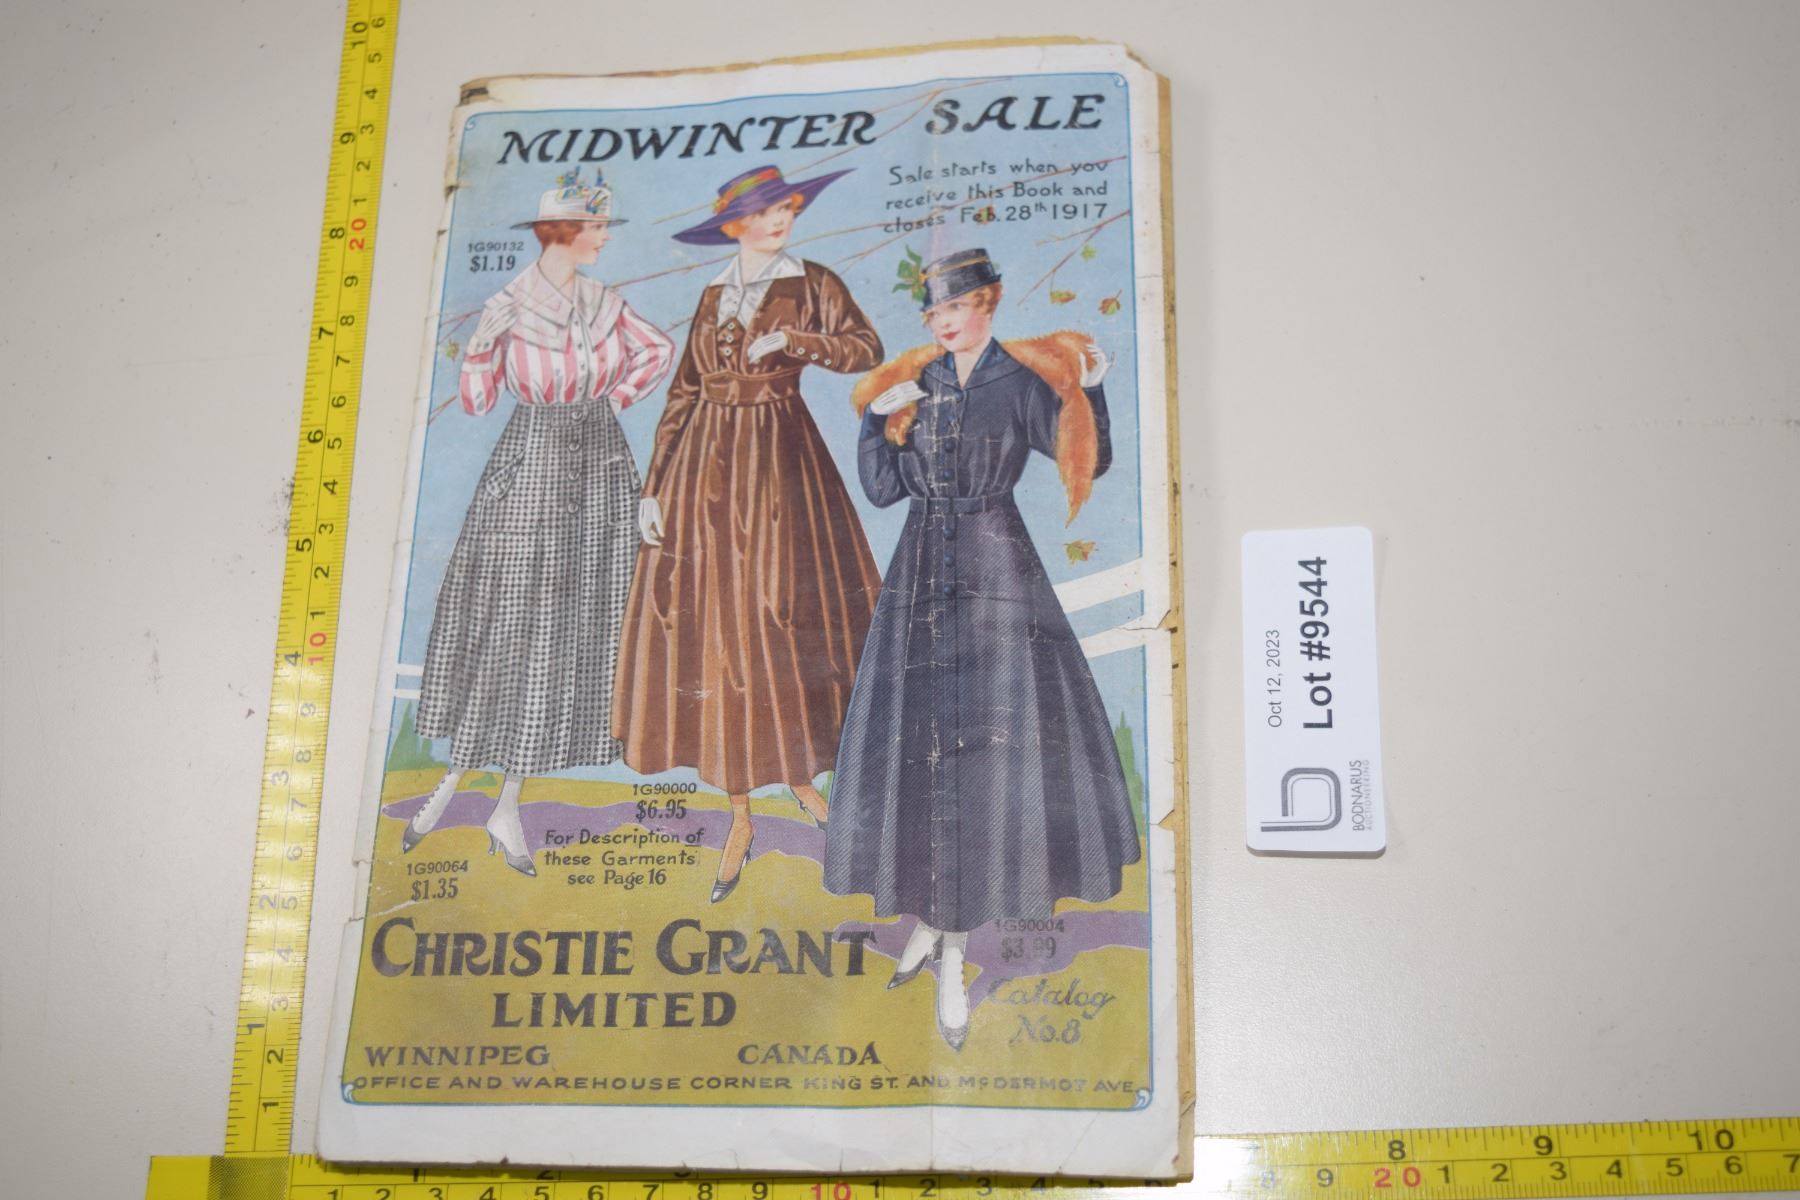 MIDWINTER SALE
Sale starts when you
receive this Book and
closes Feb. 28th 1917
1G90132
$1.19
1G90000
$6.95
For Description of
these Garments
see Page 16
1G90064
$1.35
1G90004
CHRISTIE GRANT
LIMITED
Catalog
No. 8
WINNIPEG CANADA
OFFICE AND WAREHOUSE CORNER KING ST. AND McDERMOT AVE.
Oct 12, 2023
Lot #9544
BODNARUS
AUCTIONEERING